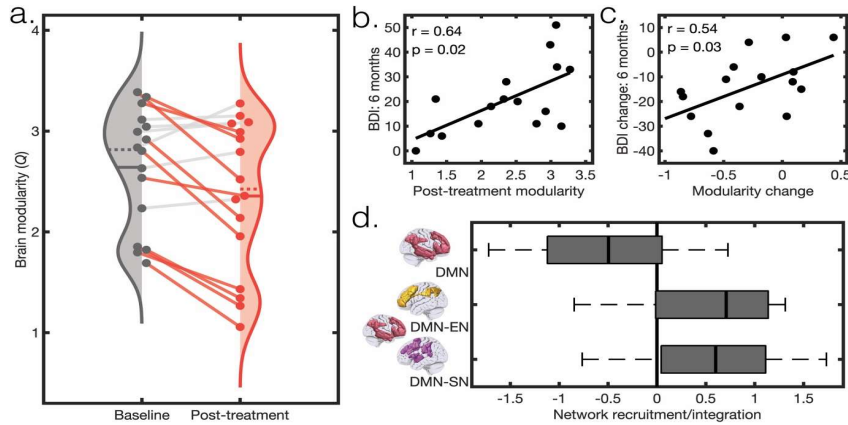 a.
Brain modularity (Q)
4
3
2
1
Baseline
Post-treatment
b.
r = 0.64
p = 0.02
BDI: 6 months
50
40
30
20
10
0
1
1.5
2
2.5
3
3.5
Post-treatment modularity
c.
r = 0.54
p = 0.03
BDI change: 6 months
10
0
-10
-20
-30
-40
-1
-0.5
0
0.5
Modularity change
d.
DMN
DMN-EN
DMN-SN
-1.5
-1
-0.5
0
0.5
1
1.5
Network recruitment/integration